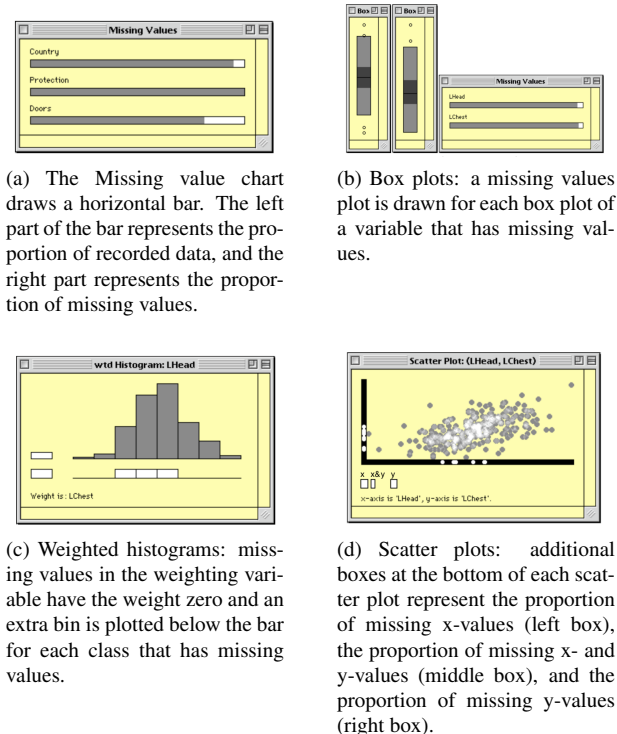 Missing Values
Country
Protection
Doors
(a) The Missing value chart
draws a horizontal bar. The left
part of the bar represents the pro-
portion of recorded data, and the
right part represents the propor-
tion of missing values.
Box
Box
Missing Values
LHead
LChest
(b) Box plots: a missing values
plot is drawn for each box plot of
a variable that has missing val-
ues.
wtd Histogram: LHead
Weight is: LChest
(c) Weighted histograms: miss-
ing values in the weighting vari-
able have the weight zero and an
extra bin is plotted below the bar
for each class that has missing
values.
Scatter Plot: (LHead, LChest)
x x&y y
x-axis is 'LHead', y-axis is 'LChest'.
(d) Scatter plots: additional
boxes at the bottom of each scat-
ter plot represent the proportion
of missing x-values (left box),
the proportion of missing x- and
y-values (middle box), and the
proportion of missing y-values
(right box).